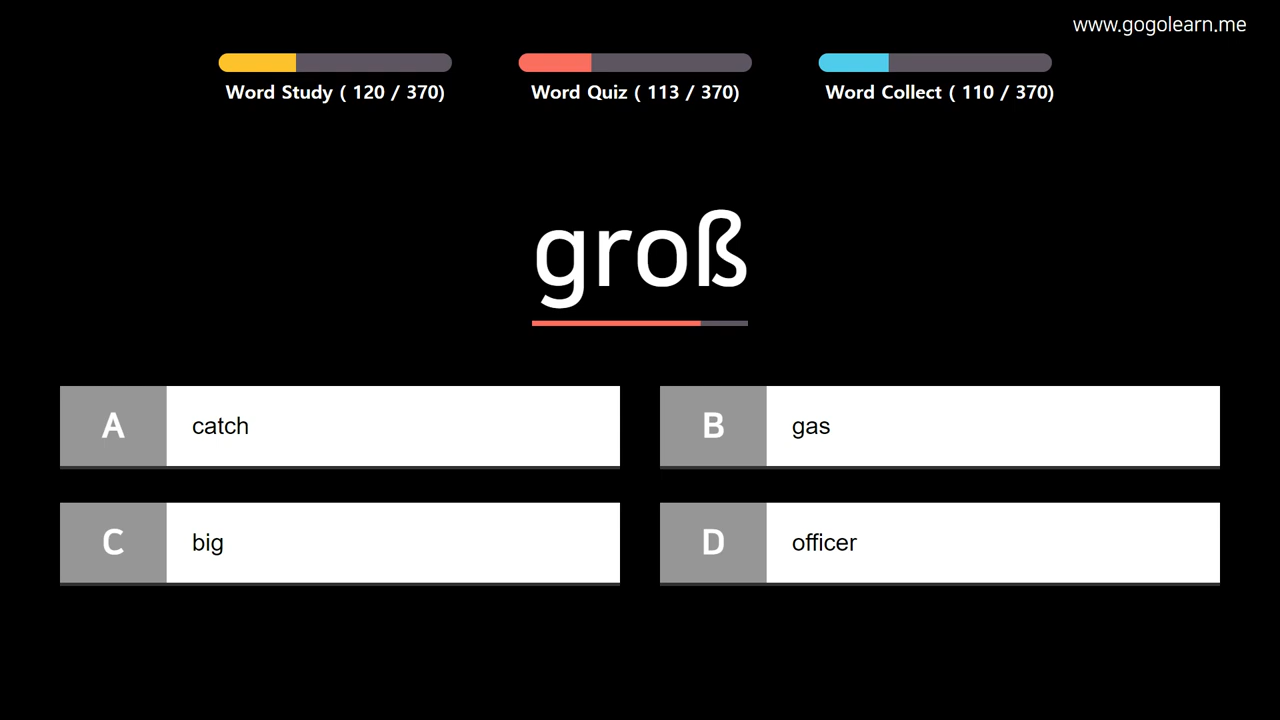 www.gogolearn.me
Word Study ( 120 / 370)
Word Quiz ( 113 / 370)
Word Collect ( 110 / 370)
groß
A catch
B gas
C big
D officer